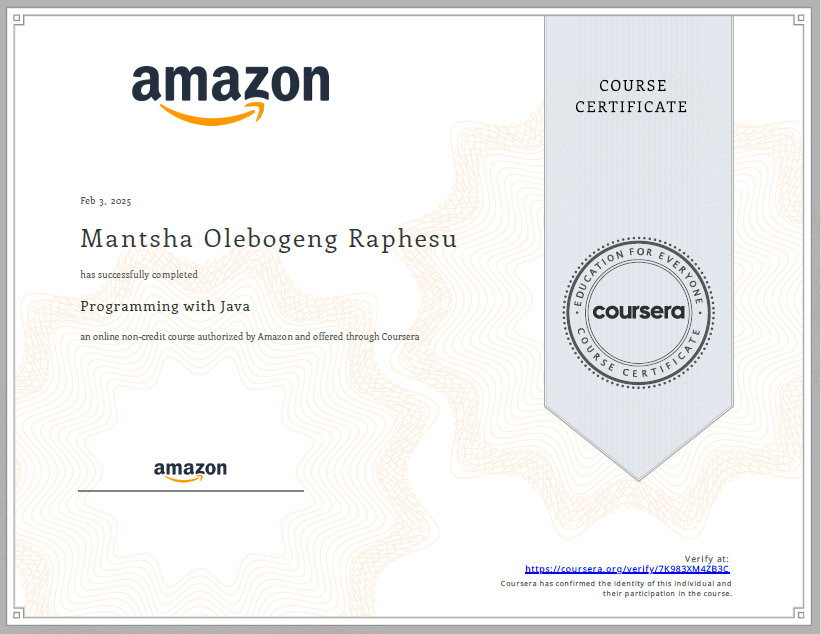 amazon
COURSE
CERTIFICATE
Feb 3, 2025
Mantsha Olebogeng Raphesu
has successfully completed
Programming with Java
an online non-credit course authorized by Amazon and offered through Coursera
EDUCATION FOR EVERYONE
coursera
COURSE CERTIFICATE
amazon
Verify at:
https://coursera.org/verify/7K983XM4ZB3C
Coursera has confirmed the identity of this individual and
their participation in the course.